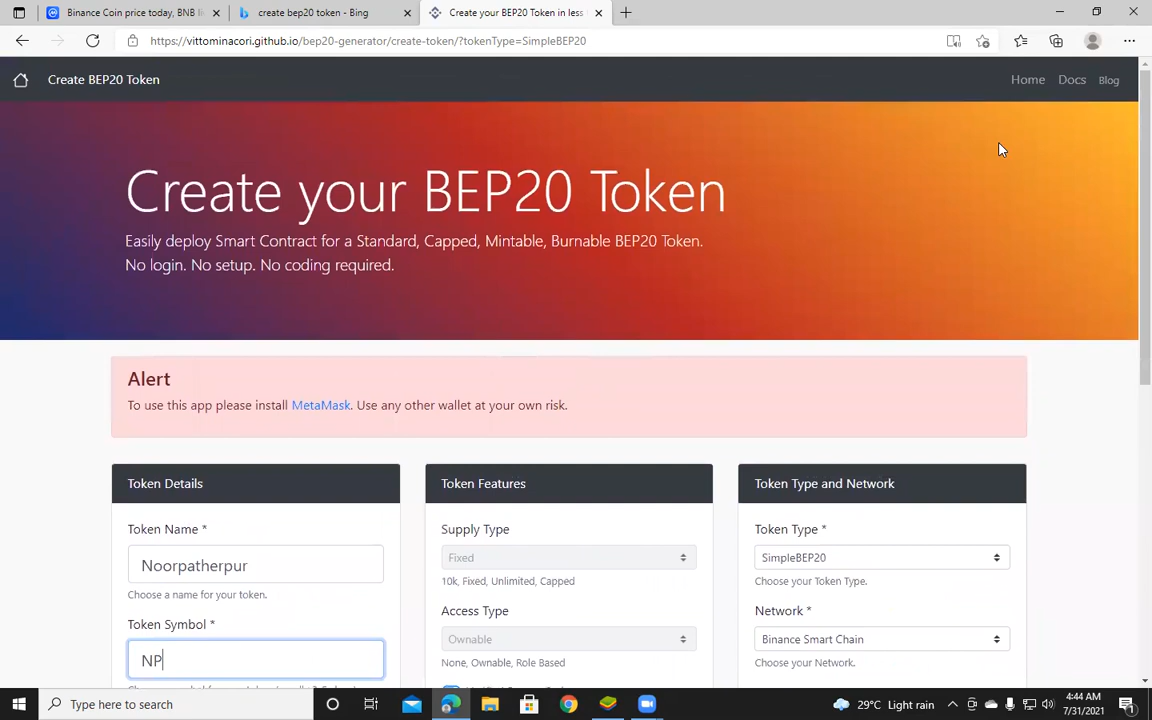 Binance Coin price today, BNB li
create bep20 token - Bing
Create your BEP20 Token in less
https://vittominacori.github.io/bep20-generator/create-token/?tokenType=SimpleBEP20
Create BEP20 Token
Home
Docs
Blog
Create your BEP20 Token
Easily deploy Smart Contract for a Standard, Capped, Mintable, Burnable BEP20 Token.
No login. No setup. No coding required.
Alert
To use this app please install MetaMask. Use any other wallet at your own risk.
Token Details
Token Name *
Noorpatherpur
Choose a name for your token.
Token Symbol *
NP
Token Features
Supply Type
Fixed
10k, Fixed, Unlimited, Capped
Access Type
Ownable
None, Ownable, Role Based
Token Type and Network
Token Type *
SimpleBEP20
Choose your Token Type.
Network *
Binance Smart Chain
Choose your Network.
Type here to search
29°C Light rain
4:44 AM
7/31/2021
1